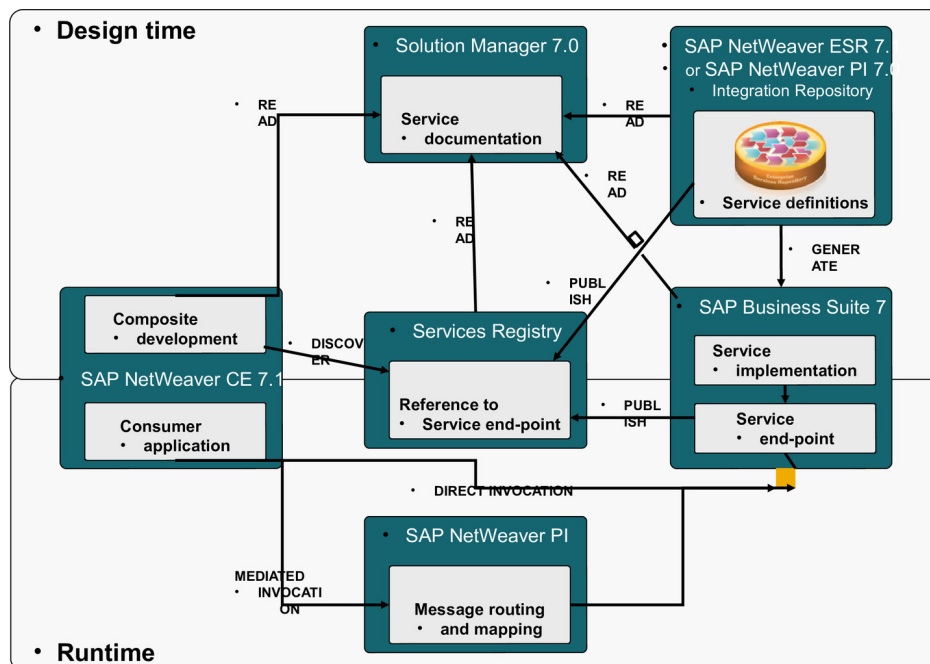 • Design time
• Solution Manager 7.0
• SAP NetWeaver ESR 7.1
• or SAP NetWeaver PI 7.0
• Integration Repository
• RE
AD
Service
• documentation
• RE
AD
Enterprise
Services Repository
• Service definitions
• RE
AD
• RE
AD
• GENER
ATE
• PUBL
ISH
• SAP Business Suite 7
Composite
• development
• Services Registry
• DISCOV
ER
Service
• implementation
• SAP NetWeaver CE 7.1
Reference to
• Service end-point
• PUBL
ISH
Service
• end-point
Consumer
• application
• DIRECT INVOCATION
• SAP NetWeaver PI
MEDIATED
• INVOCATI
ON
Message routing
• and mapping
• Runtime